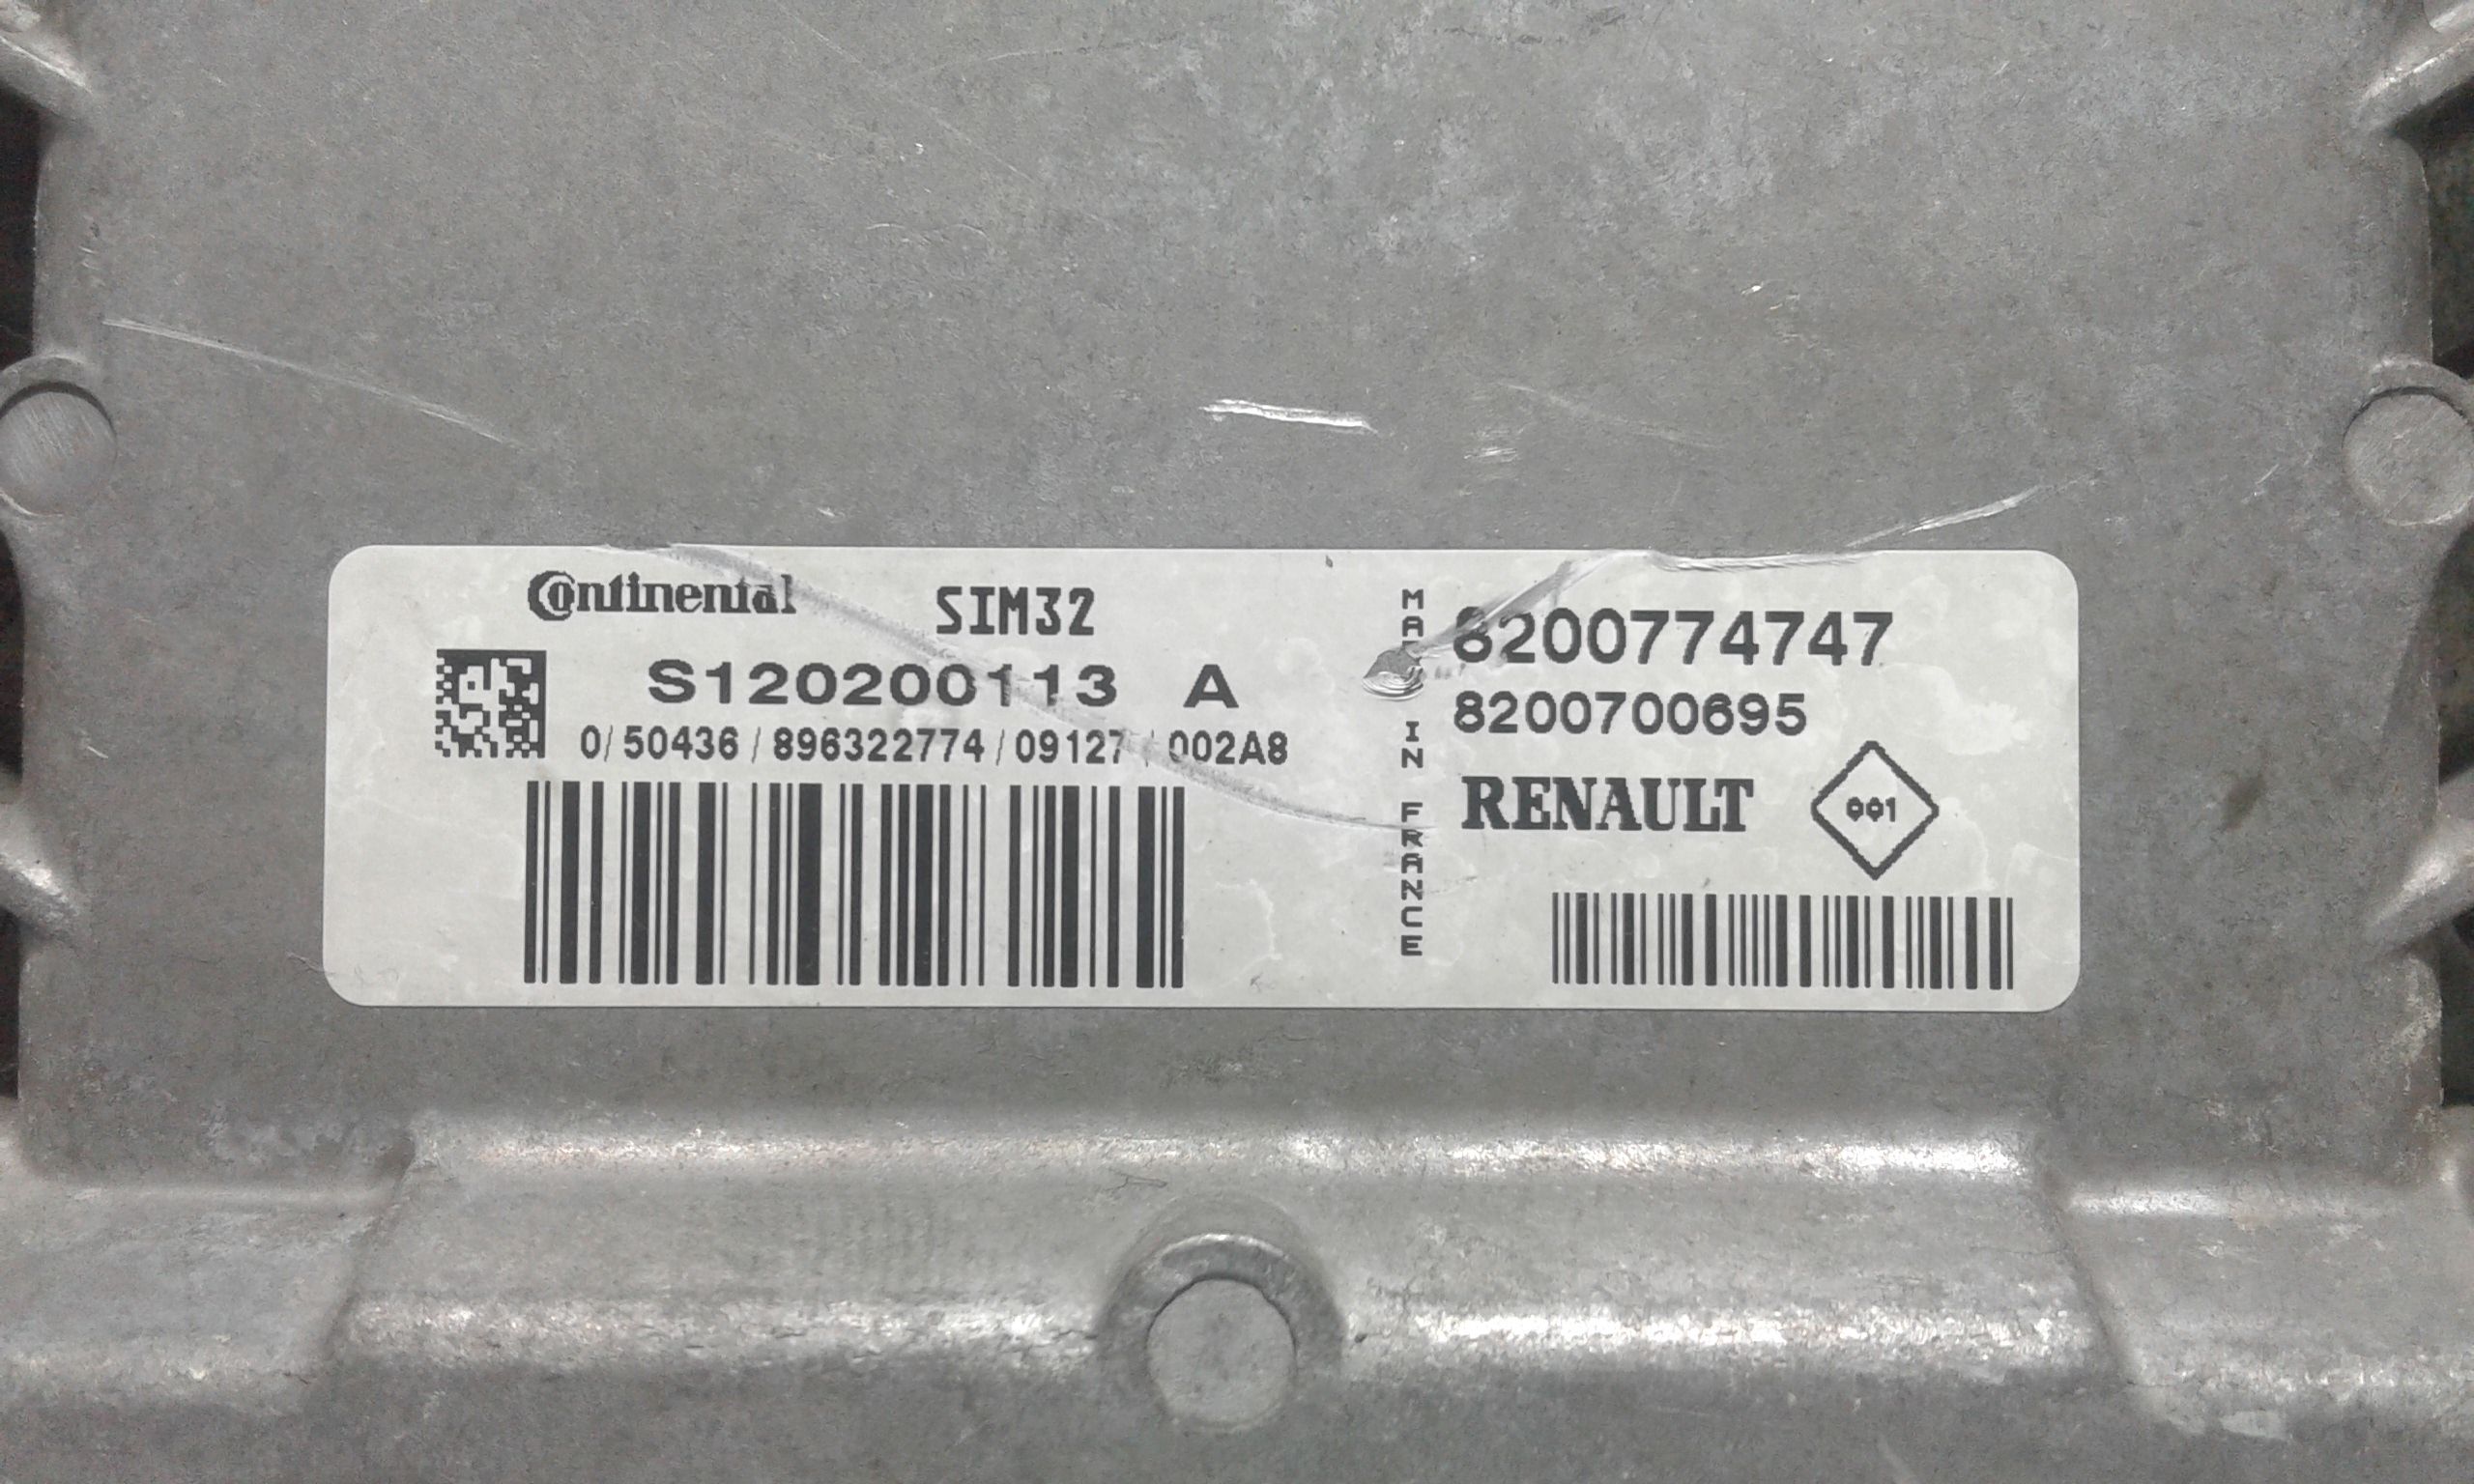 Continental SIM32
S120200113 A
0/50436/896322774/09127/002A8
MADE IN FRANCE
8200774747
8200700695
RENAULT 001